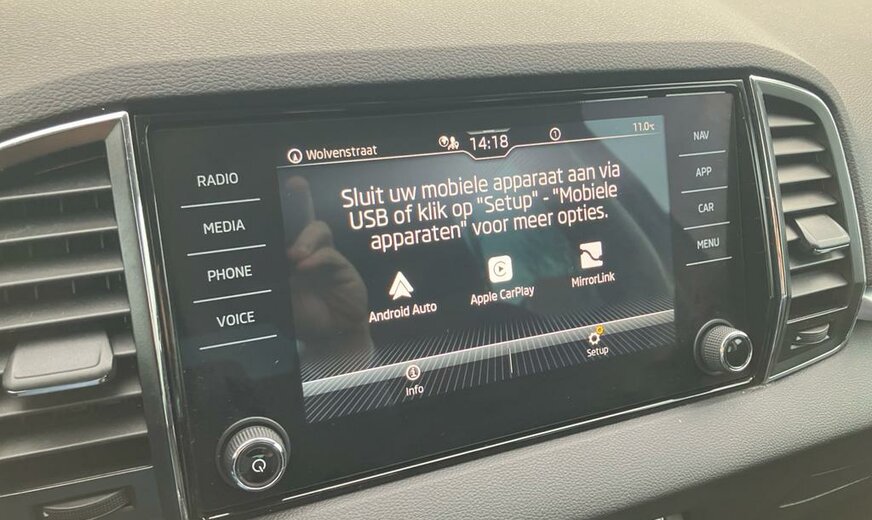 Wolvenstraat 14:18 1 11.0°C
RADIO
MEDIA
PHONE
VOICE
Sluit uw mobiele apparaat aan via
USB of klik op "Setup" - "Mobiele
apparaten" voor meer opties.
Android Auto Apple CarPlay MirrorLink
Info Setup
NAV
APP
CAR
MENU